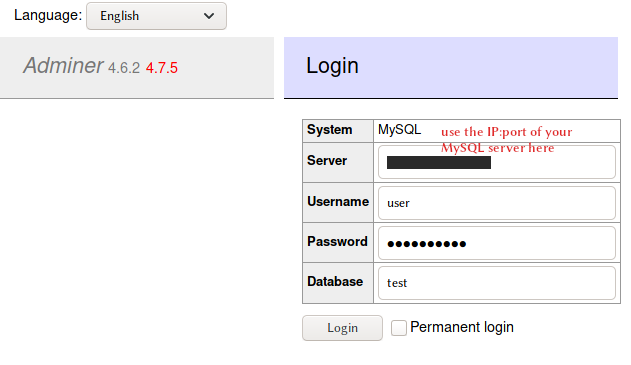 Language: English
Adminer 4.6.2 4.7.5
Login
System MySQL use the IP:port of your
MySQL server here
Server
Username user
Password ●●●●●●●●●●
Database test
Login Permanent login